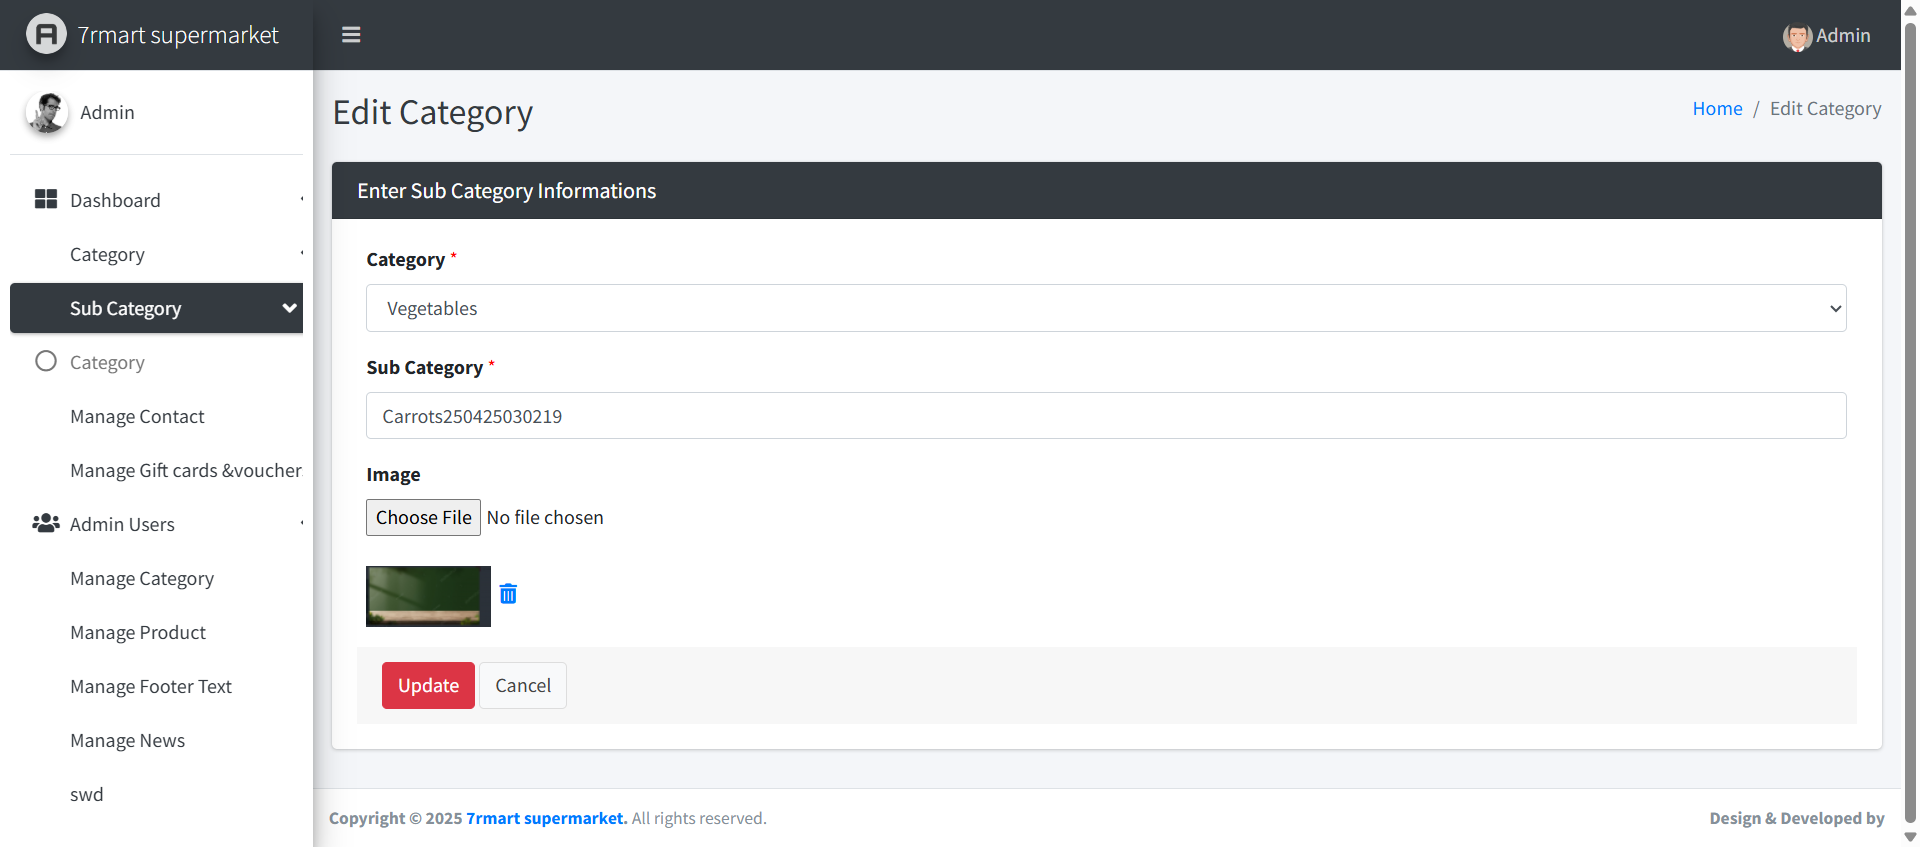 7rmart supermarket
Admin
Admin
Edit Category
Home / Edit Category
Dashboard
Category
Sub Category
Category
Manage Contact
Manage Gift cards &voucher
Admin Users
Manage Category
Manage Product
Manage Footer Text
Manage News
swd
Enter Sub Category Informations
Category *
Vegetables
Sub Category *
Carrots250425030219
Image
Choose File No file chosen
Update Cancel
Copyright © 2025 7rmart supermarket. All rights reserved.
Design & Developed by